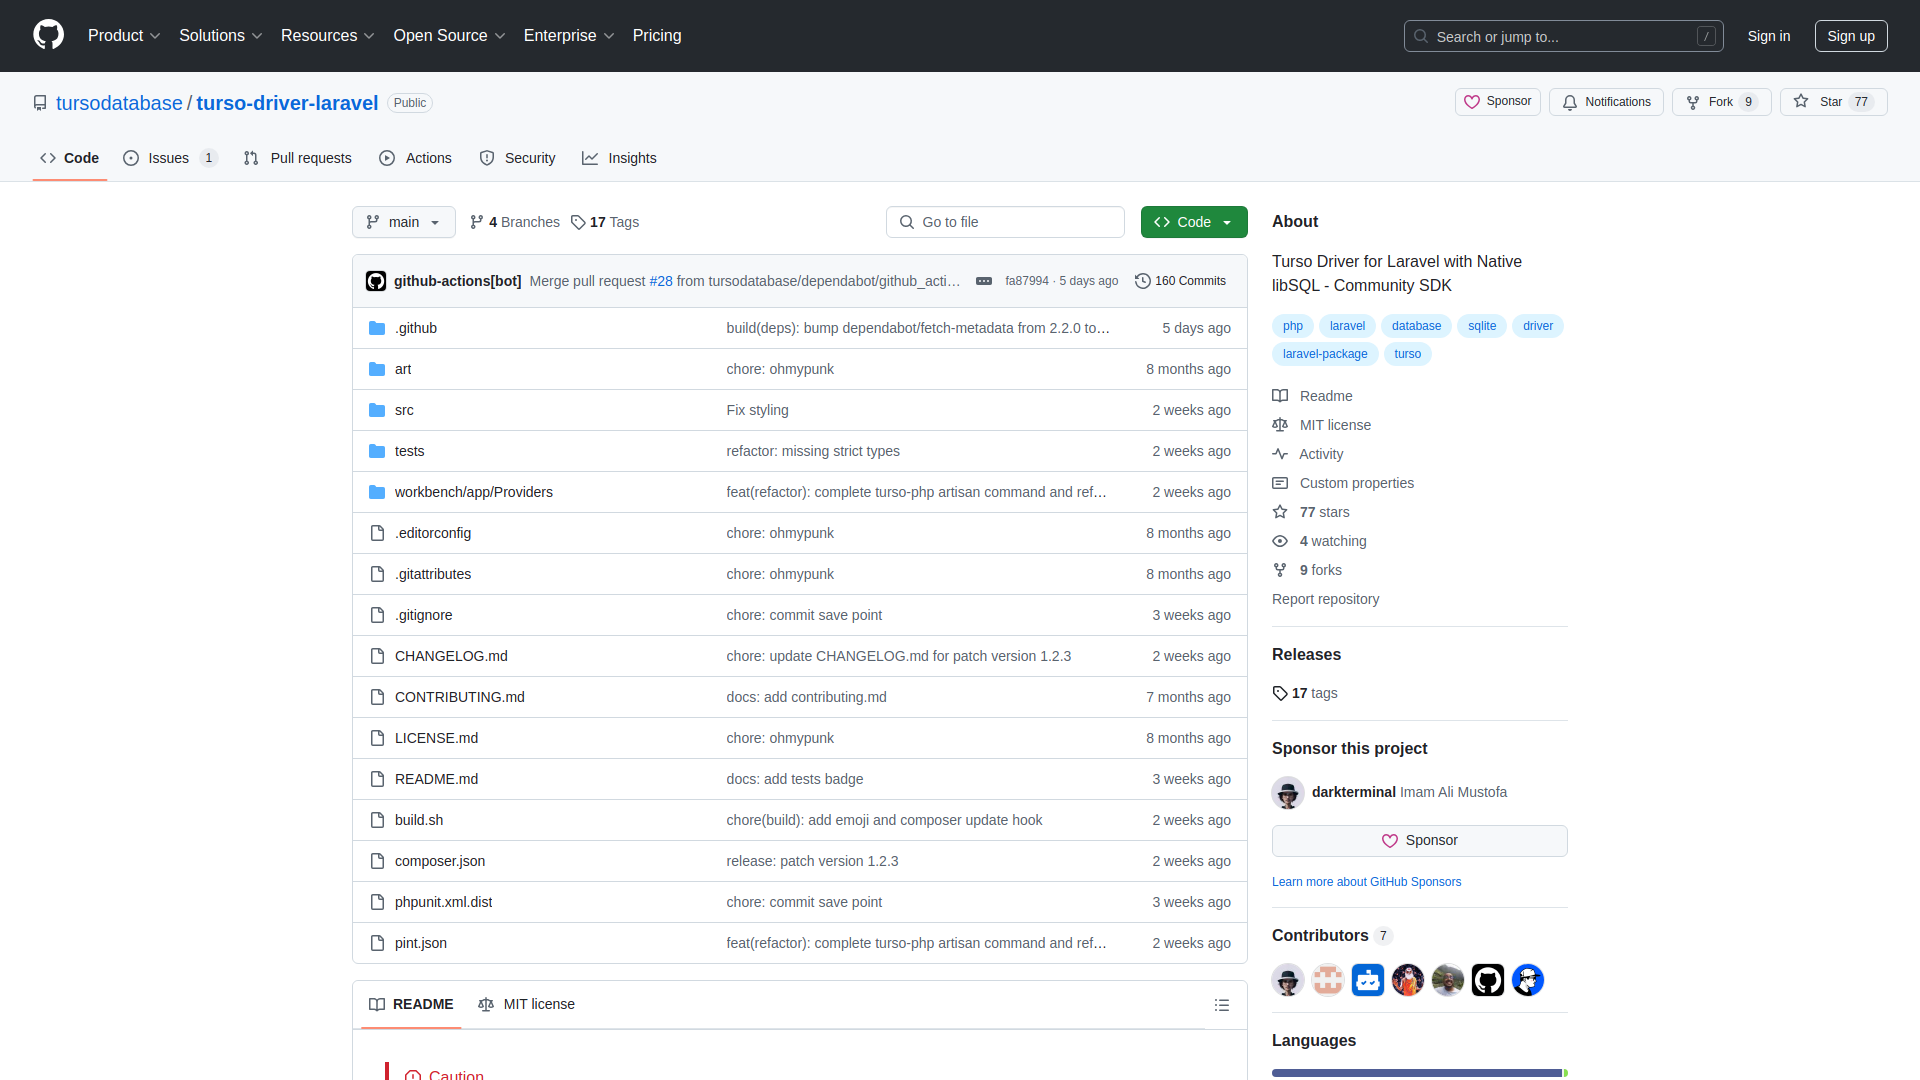 Product Solutions Resources Open Source Enterprise Pricing Search or jump to... / Sign in Sign up
tursodatabase / turso-driver-laravel Public Sponsor Notifications Fork 9 Star 77
Code Issues 1 Pull requests Actions Security Insights
main 4 Branches 17 Tags Go to file Code
github-actions[bot] Merge pull request #28 from tursodatabase/dependabot/github_acti… fa87994 · 5 days ago 160 Commits
.github build(deps): bump dependabot/fetch-metadata from 2.2.0 to… 5 days ago
art chore: ohmypunk 8 months ago
src Fix styling 2 weeks ago
tests refactor: missing strict types 2 weeks ago
workbench/app/Providers feat(refactor): complete turso-php artisan command and ref… 2 weeks ago
.editorconfig chore: ohmypunk 8 months ago
.gitattributes chore: ohmypunk 8 months ago
.gitignore chore: commit save point 3 weeks ago
CHANGELOG.md chore: update CHANGELOG.md for patch version 1.2.3 2 weeks ago
CONTRIBUTING.md docs: add contributing.md 7 months ago
LICENSE.md chore: ohmypunk 8 months ago
README.md docs: add tests badge 3 weeks ago
build.sh chore(build): add emoji and composer update hook 2 weeks ago
composer.json release: patch version 1.2.3 2 weeks ago
phpunit.xml.dist chore: commit save point 3 weeks ago
pint.json feat(refactor): complete turso-php artisan command and ref… 2 weeks ago
README MIT license
Caution
About
Turso Driver for Laravel with Native
libSQL - Community SDK
php laravel database sqlite driver
laravel-package turso
Readme
MIT license
Activity
Custom properties
77 stars
4 watching
9 forks
Report repository
Releases
17 tags
Sponsor this project
darkterminal Imam Ali Mustofa
Sponsor
Learn more about GitHub Sponsors
Contributors 7
Languages